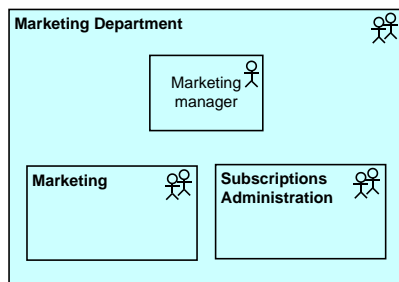 Marketing Department
Marketing
manager
Marketing
Subscriptions
Administration